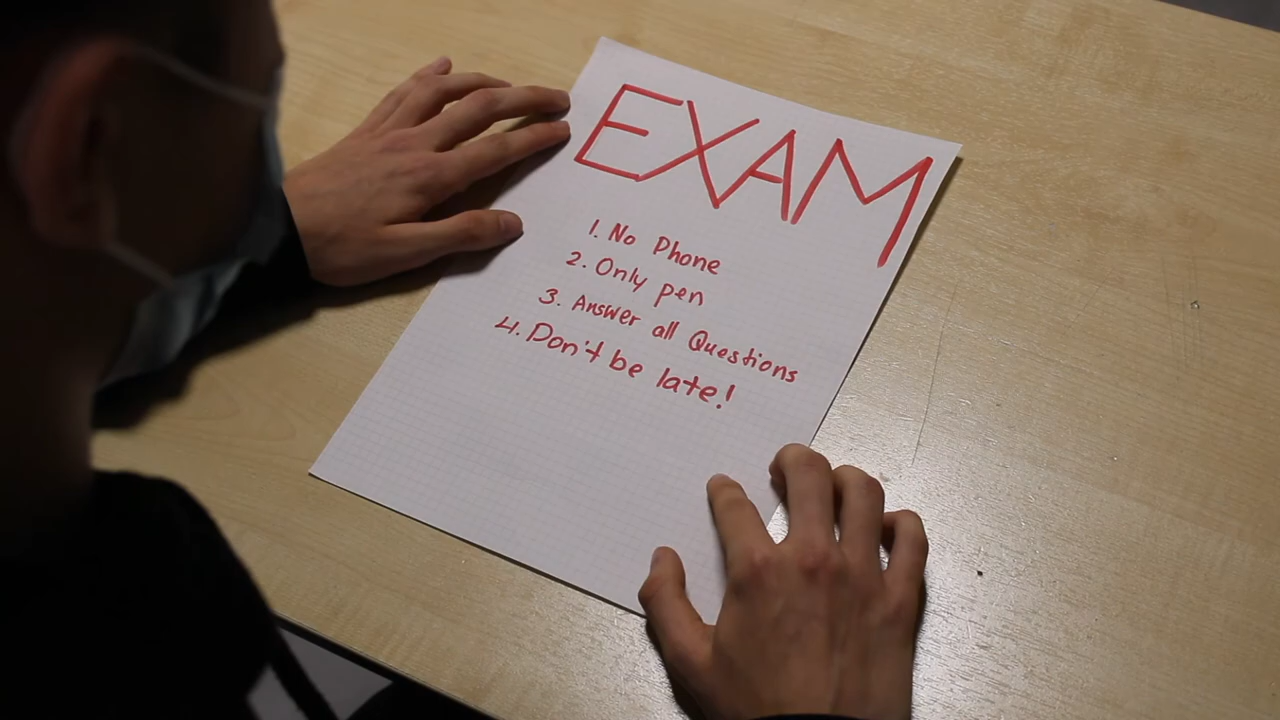 EXAM
1. No Phone
2. Only pen
3. Answer all Questions
4. Don't be late!